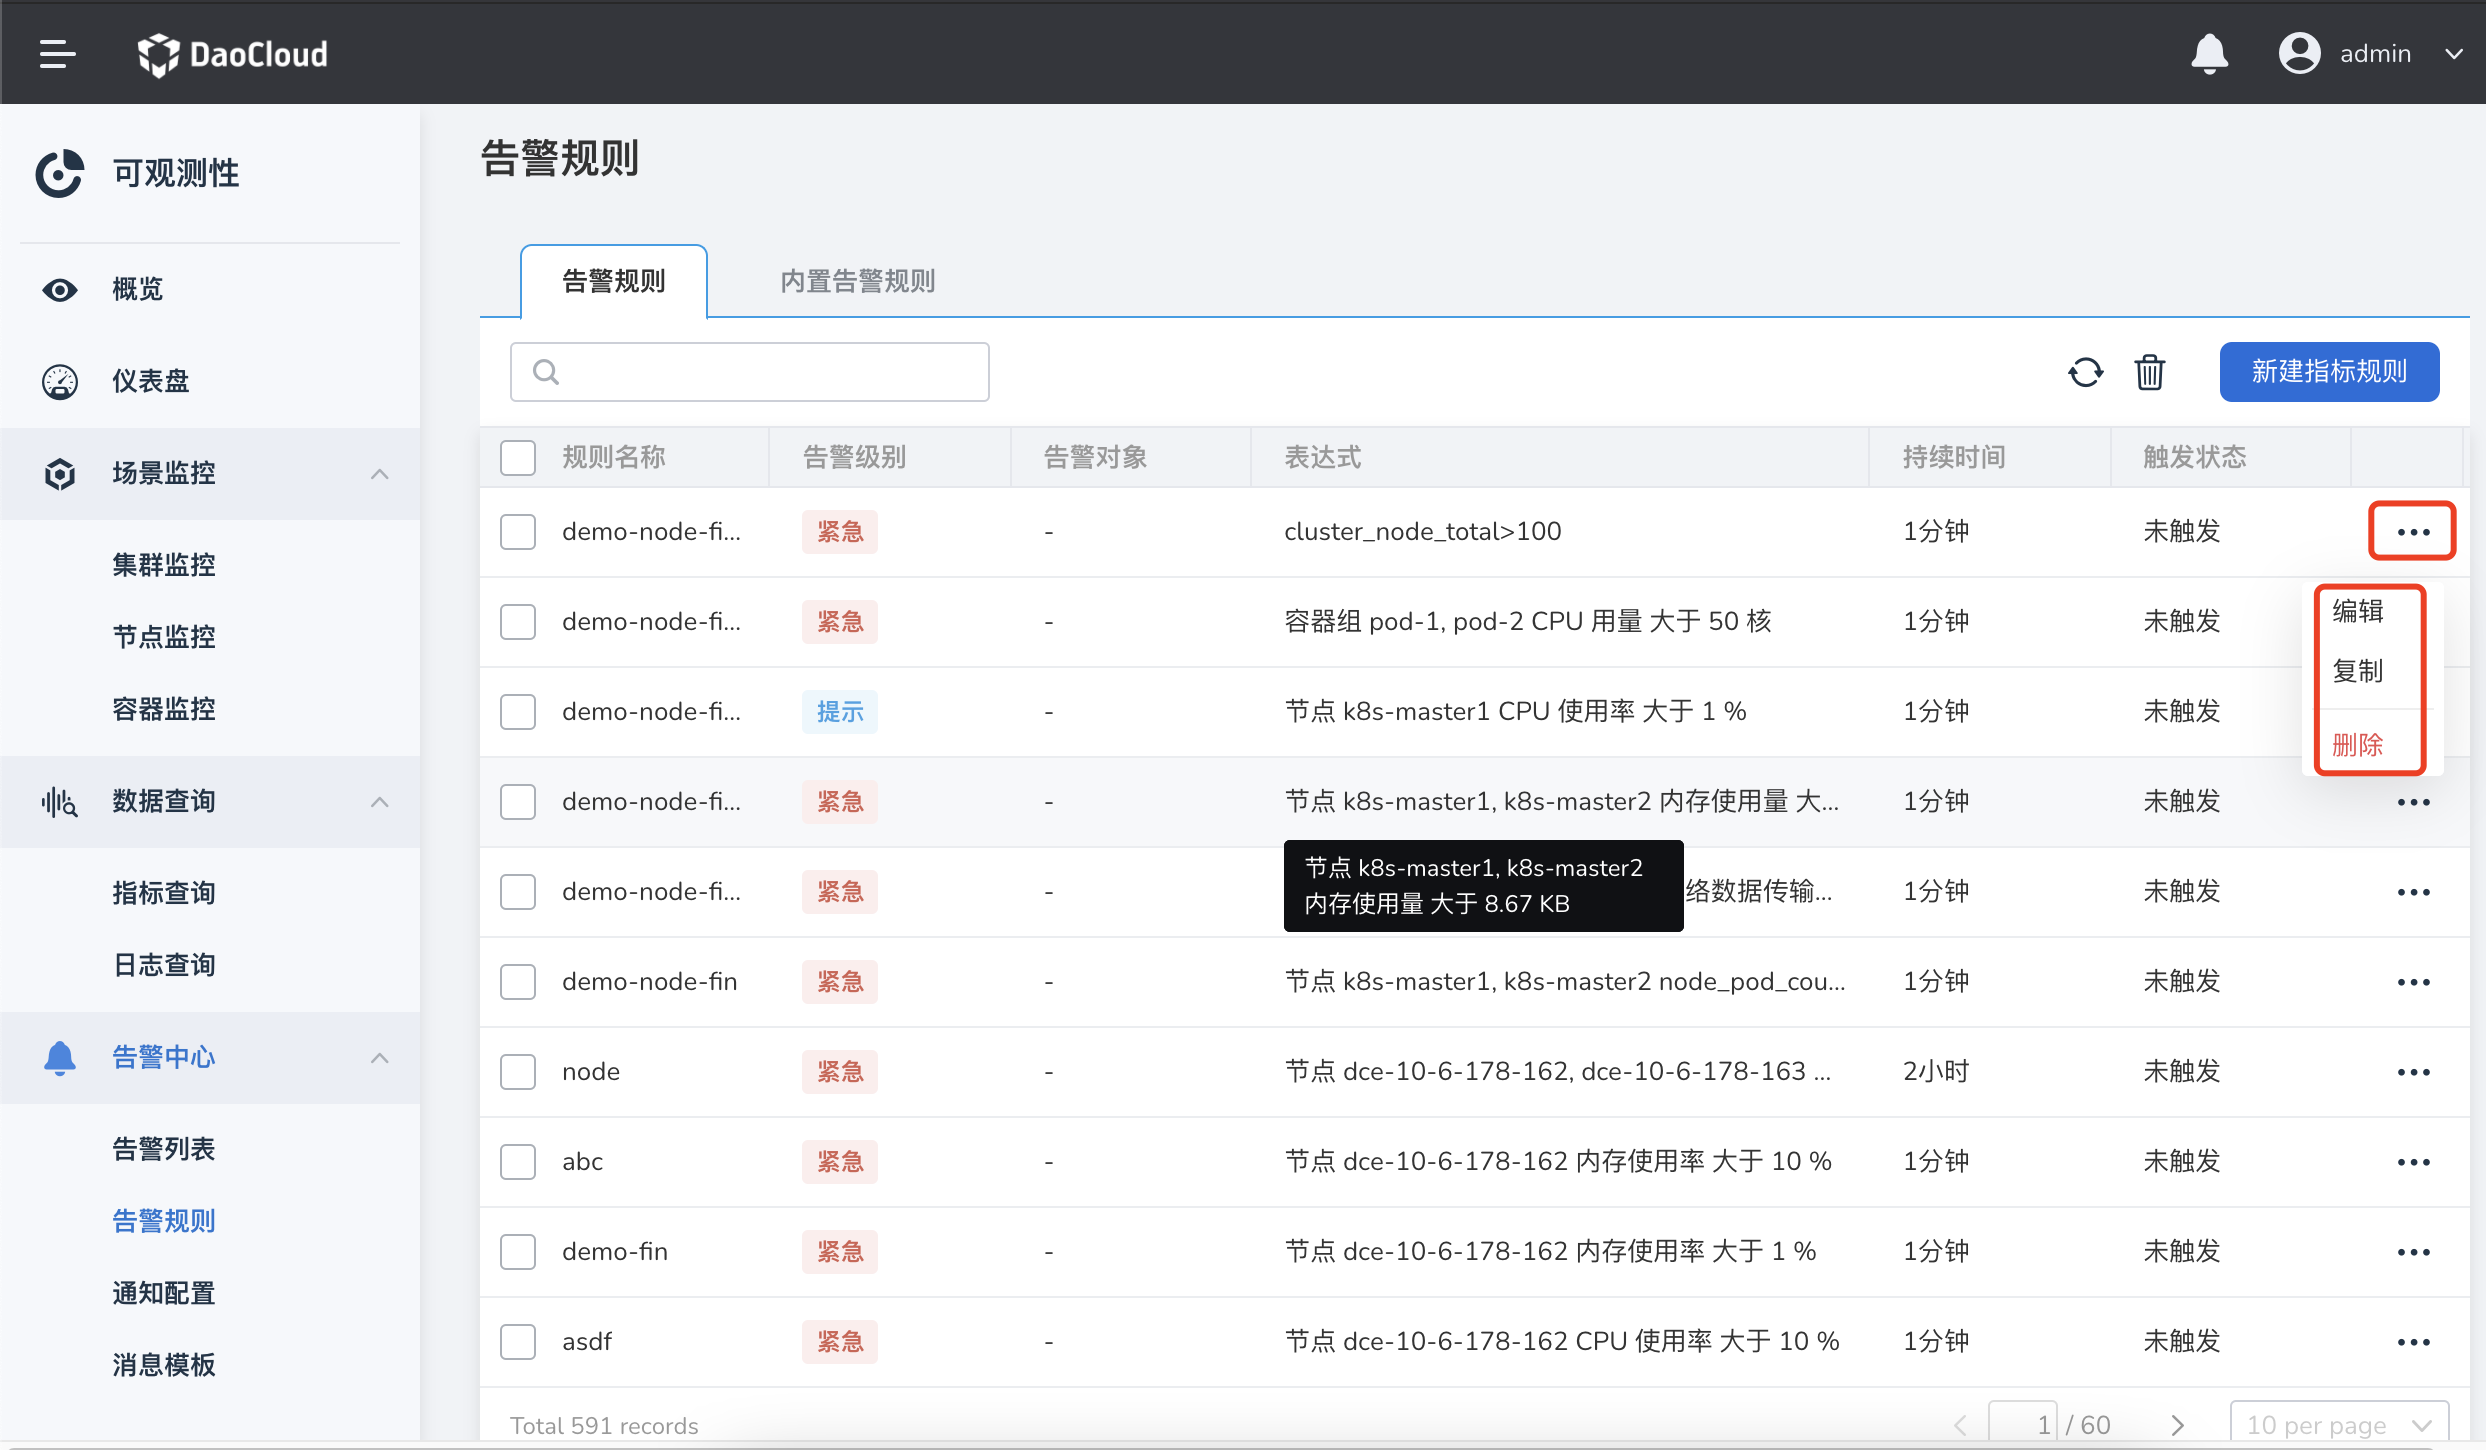 DaoCloud
admin
可观测性
概览
仪表盘
场景监控
集群监控
节点监控
容器监控
数据查询
指标查询
日志查询
告警中心
告警列表
告警规则
通知配置
消息模板
告警规则
告警规则 内置告警规则
新建指标规则
规则名称 告警级别 告警对象 表达式 持续时间 触发状态
demo-node-fi... 紧急 - cluster_node_total>100 1分钟 未触发
demo-node-fi... 紧急 - 容器组 pod-1, pod-2 CPU 用量 大于 50 核 1分钟 未触发
demo-node-fi... 提示 - 节点 k8s-master1 CPU 使用率 大于 1 % 1分钟 未触发
demo-node-fi... 紧急 - 节点 k8s-master1, k8s-master2 内存使用量 大... 1分钟 未触发
demo-node-fi... 紧急 - 络数据传输... 1分钟 未触发
demo-node-fin 紧急 - 节点 k8s-master1, k8s-master2 node_pod_cou... 1分钟 未触发
node 紧急 - 节点 dce-10-6-178-162, dce-10-6-178-163 ... 2小时 未触发
abc 紧急 - 节点 dce-10-6-178-162 内存使用率 大于 10 % 1分钟 未触发
demo-fin 紧急 - 节点 dce-10-6-178-162 内存使用率 大于 1 % 1分钟 未触发
asdf 紧急 - 节点 dce-10-6-178-162 CPU 使用率 大于 10 % 1分钟 未触发
编辑
复制
删除
节点 k8s-master1, k8s-master2
内存使用量 大于 8.67 KB
Total 591 records 1 / 60 10 per page